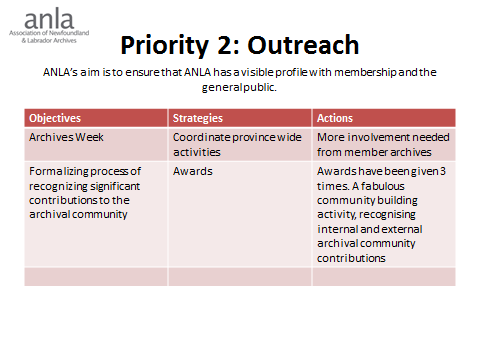 anla
Association of Newfoundland
& Labrador Archives
Priority 2: Outreach
ANLA's aim is to ensure that ANLA has a visible profile with membership and the
general public.
Objectives
Strategies
Actions
Archives Week
Coordinate province wide
activities
More involvement needed
from member archives
Formalizing process of
recognizing significant
contributions to the
archival community
Awards
Awards have been given 3
times. A fabulous
community building
activity, recognising
internal and external
archival community
contributions